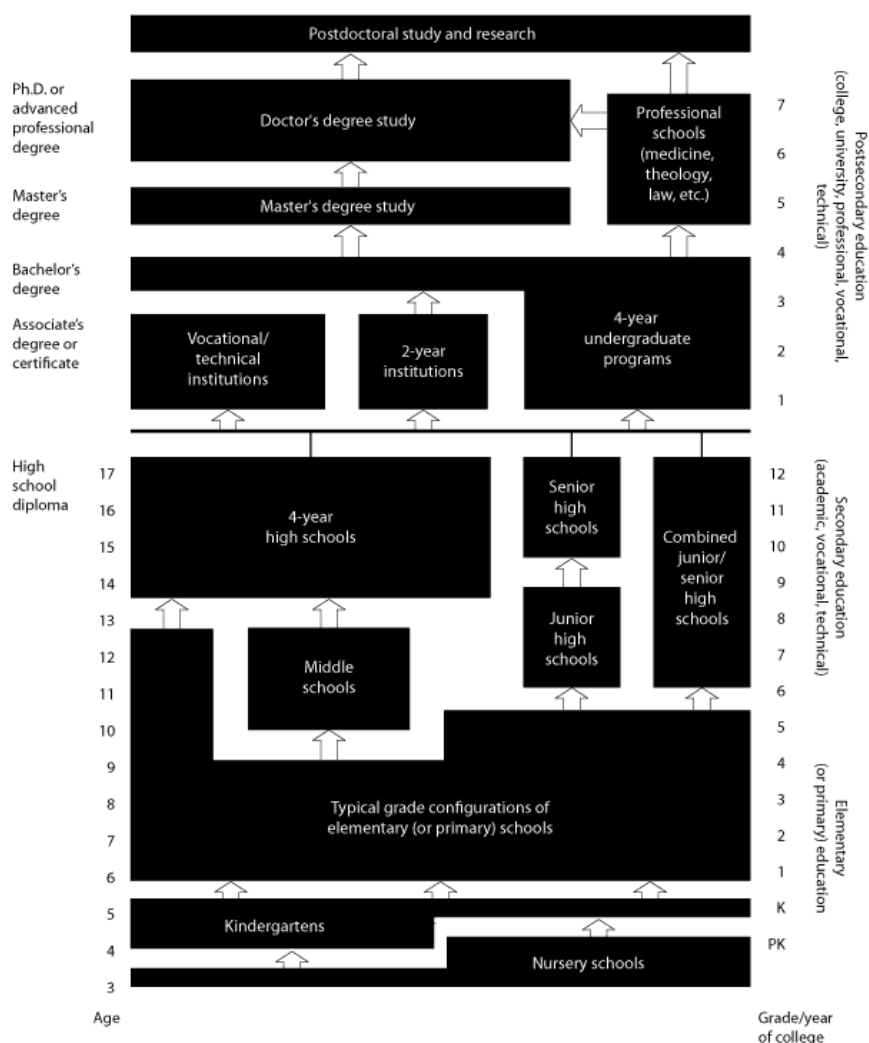 Postdoctoral study and research
Ph.D. or
advanced
professional
degree
Doctor's degree study
Professional
schools
(medicine,
theology,
law, etc.)
7
6
Master's
degree
Master's degree study
5
4
Postsecondary education
(college, university, professional, vocational,
technical)
Bachelor's
degree
3
Associate's
degree or
certificate
Vocational/
technical
institutions
2-year
institutions
4-year
undergraduate
programs
2
1
High
school
diploma
17
16
15
14
13
12
11
10
9
8
7
6
5
4
3
Age
4-year
high schools
Senior
high
schools
Combined
junior/
senior
high
schools
Junior
high
schools
Middle
schools
Typical grade configurations of
elementary (or primary) schools
Kindergartens
Nursery schools
12
11
10
9
8
7
6
5
4
3
2
1
K
PK
Grade/year
of college
Secondary education
(academic, vocational, technical)
Elementary
(or primary) education